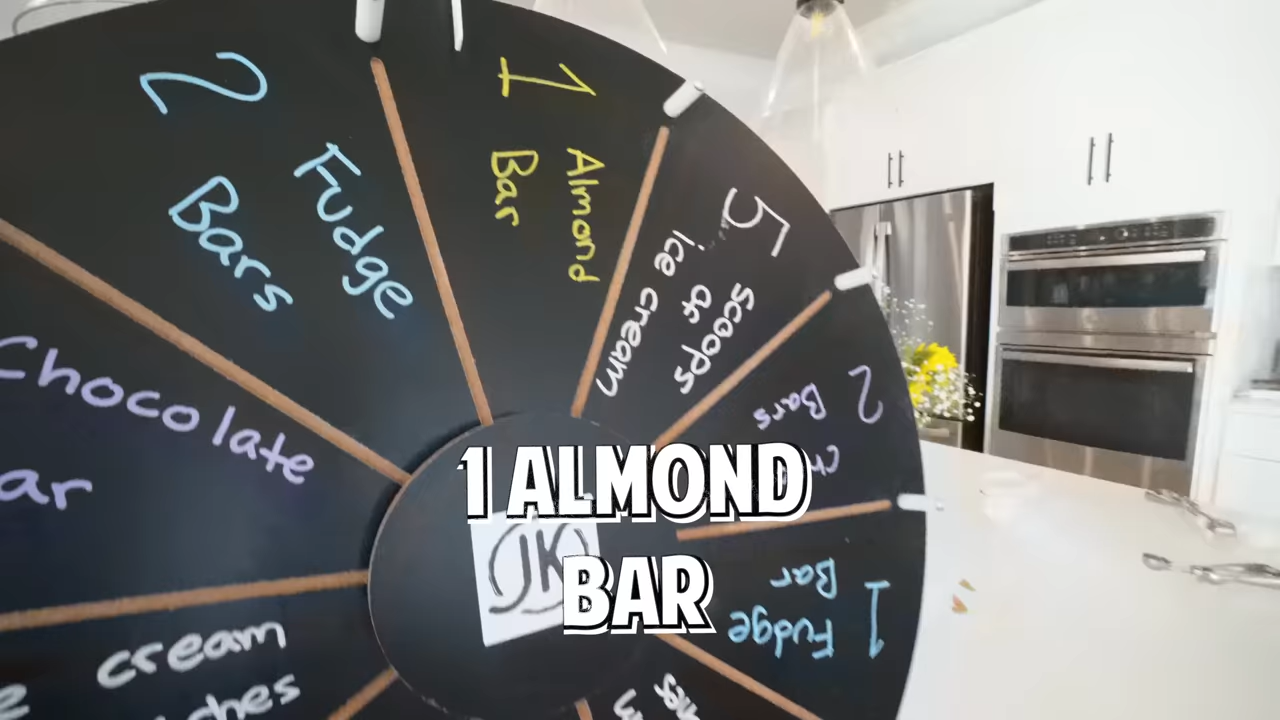 2
Fudge
Bars
1
Almond
Bar
5
scoops
of
ice cream
2
Bars
1
Fudge
Bar
Chocolate
cream
1 ALMOND
BAR
JK